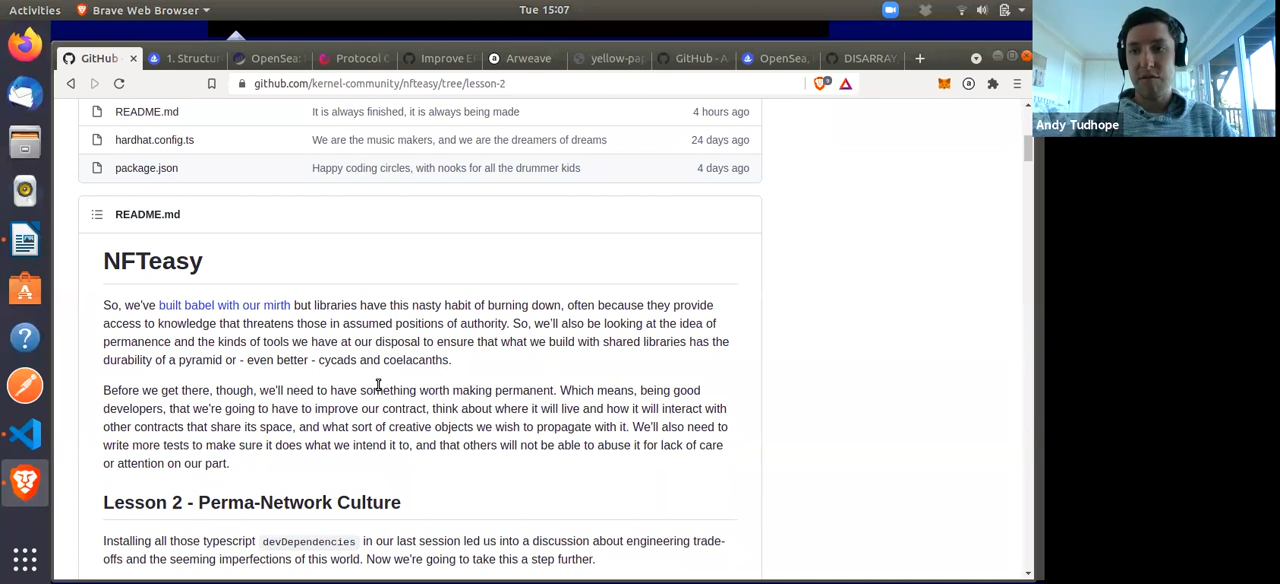 Activities Brave Web Browser Tue 15:07
GitHub 1. Structur OpenSea: Protocol Improve E Arweave yellow-pa GitHub - A OpenSea, DISARRAY
github.com/kernel-community/nfteasy/tree/lesson-2
Andy Tudhope
README.md It is always finished, it is always being made 4 hours ago
hardhat.config.ts We are the music makers, and we are the dreamers of dreams 24 days ago
package.json Happy coding circles, with nooks for all the drummer kids 4 days ago
README.md
NFTeasy
So, we've built babel with our mirth but libraries have this nasty habit of burning down, often because they provide
access to knowledge that threatens those in assumed positions of authority. So, we'll also be looking at the idea of
permanence and the kinds of tools we have at our disposal to ensure that what we build with shared libraries has the
durability of a pyramid or - even better - cycads and coelacanths.
Before we get there, though, we'll need to have something worth making permanent. Which means, being good
developers, that we're going to have to improve our contract, think about where it will live and how it will interact with
other contracts that share its space, and what sort of creative objects we wish to propagate with it. We'll also need to
write more tests to make sure it does what we intend it to, and that others will not be able to abuse it for lack of care
or attention on our part.
Lesson 2 - Perma-Network Culture
Installing all those typescript devDependencies in our last session led us into a discussion about engineering trade-
offs and the seeming imperfections of this world. Now we're going to take this a step further.